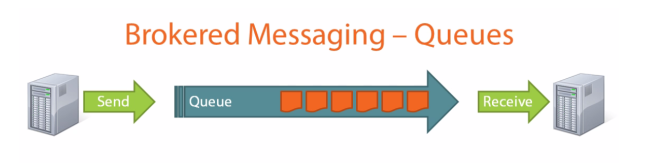 Brokered Messaging – Queues
Send
Queue
Receive